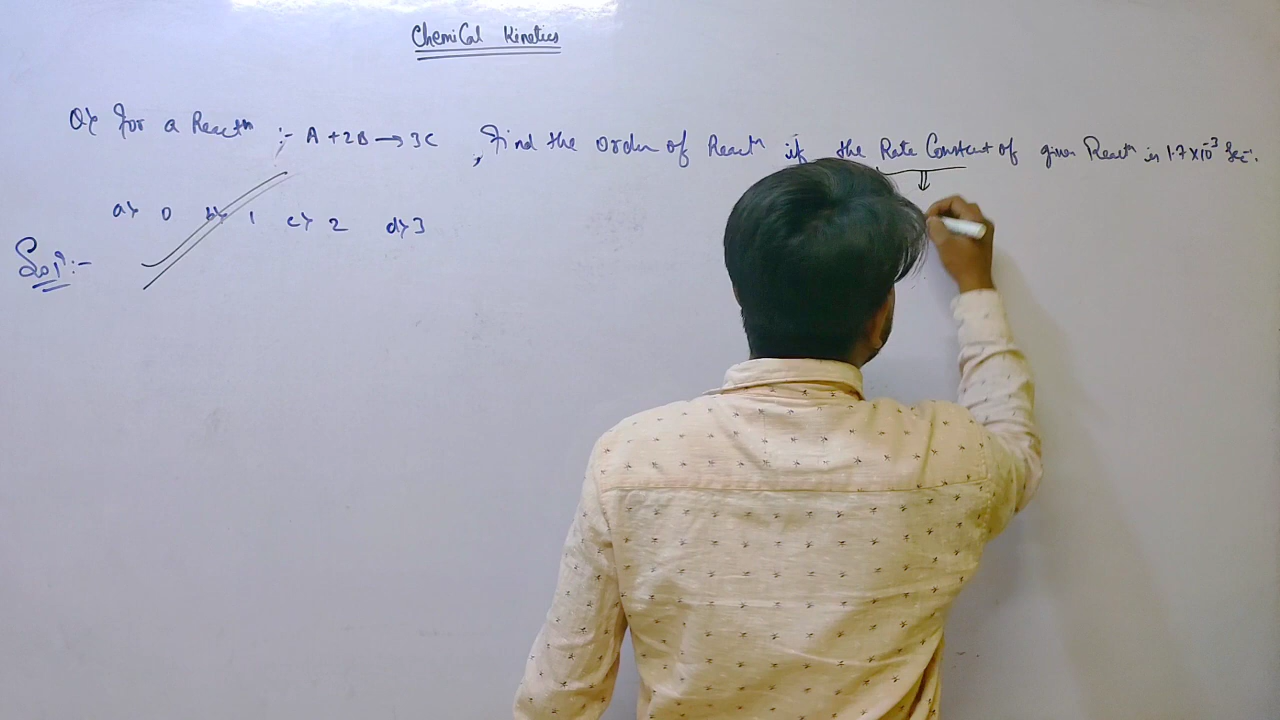 Chemical Kinetics
Q) For a Reactⁿ :- A + 2B → 3C , Find the order of Reactⁿ if the Rate Constant of given Reactⁿ is 1.7 × 10⁻³ Sec⁻.
a) 0 b) 1 c) 2 d) 3
Solⁿ :-